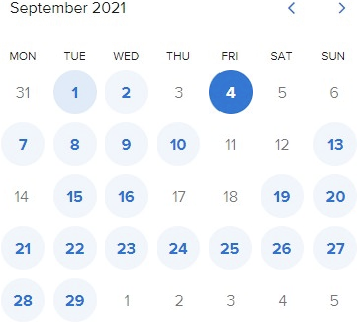 September 2021
MON TUE WED THU FRI SAT SUN
31 1 2 3 4 5 6
7 8 9 10 11 12 13
14 15 16 17 18 19 20
21 22 23 24 25 26 27
28 29 1 2 3 4 5